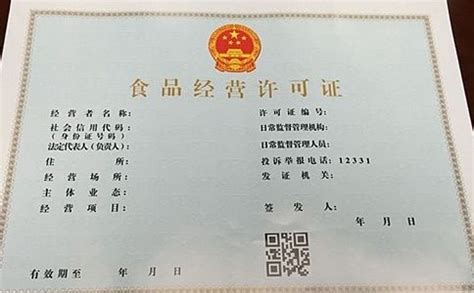 食品经营许可证
经营者名称：
许可证编号：
社会信用代码：
（身份证号码）
日常监督管理机构：
法定代表人（负责人）：
日常监督管理人员：
住所：
投诉举报电话：12331
经营场所：
发证机关：
主体业态：
经营项目：
签发人：
年 月 日
有效期至 年 月 日